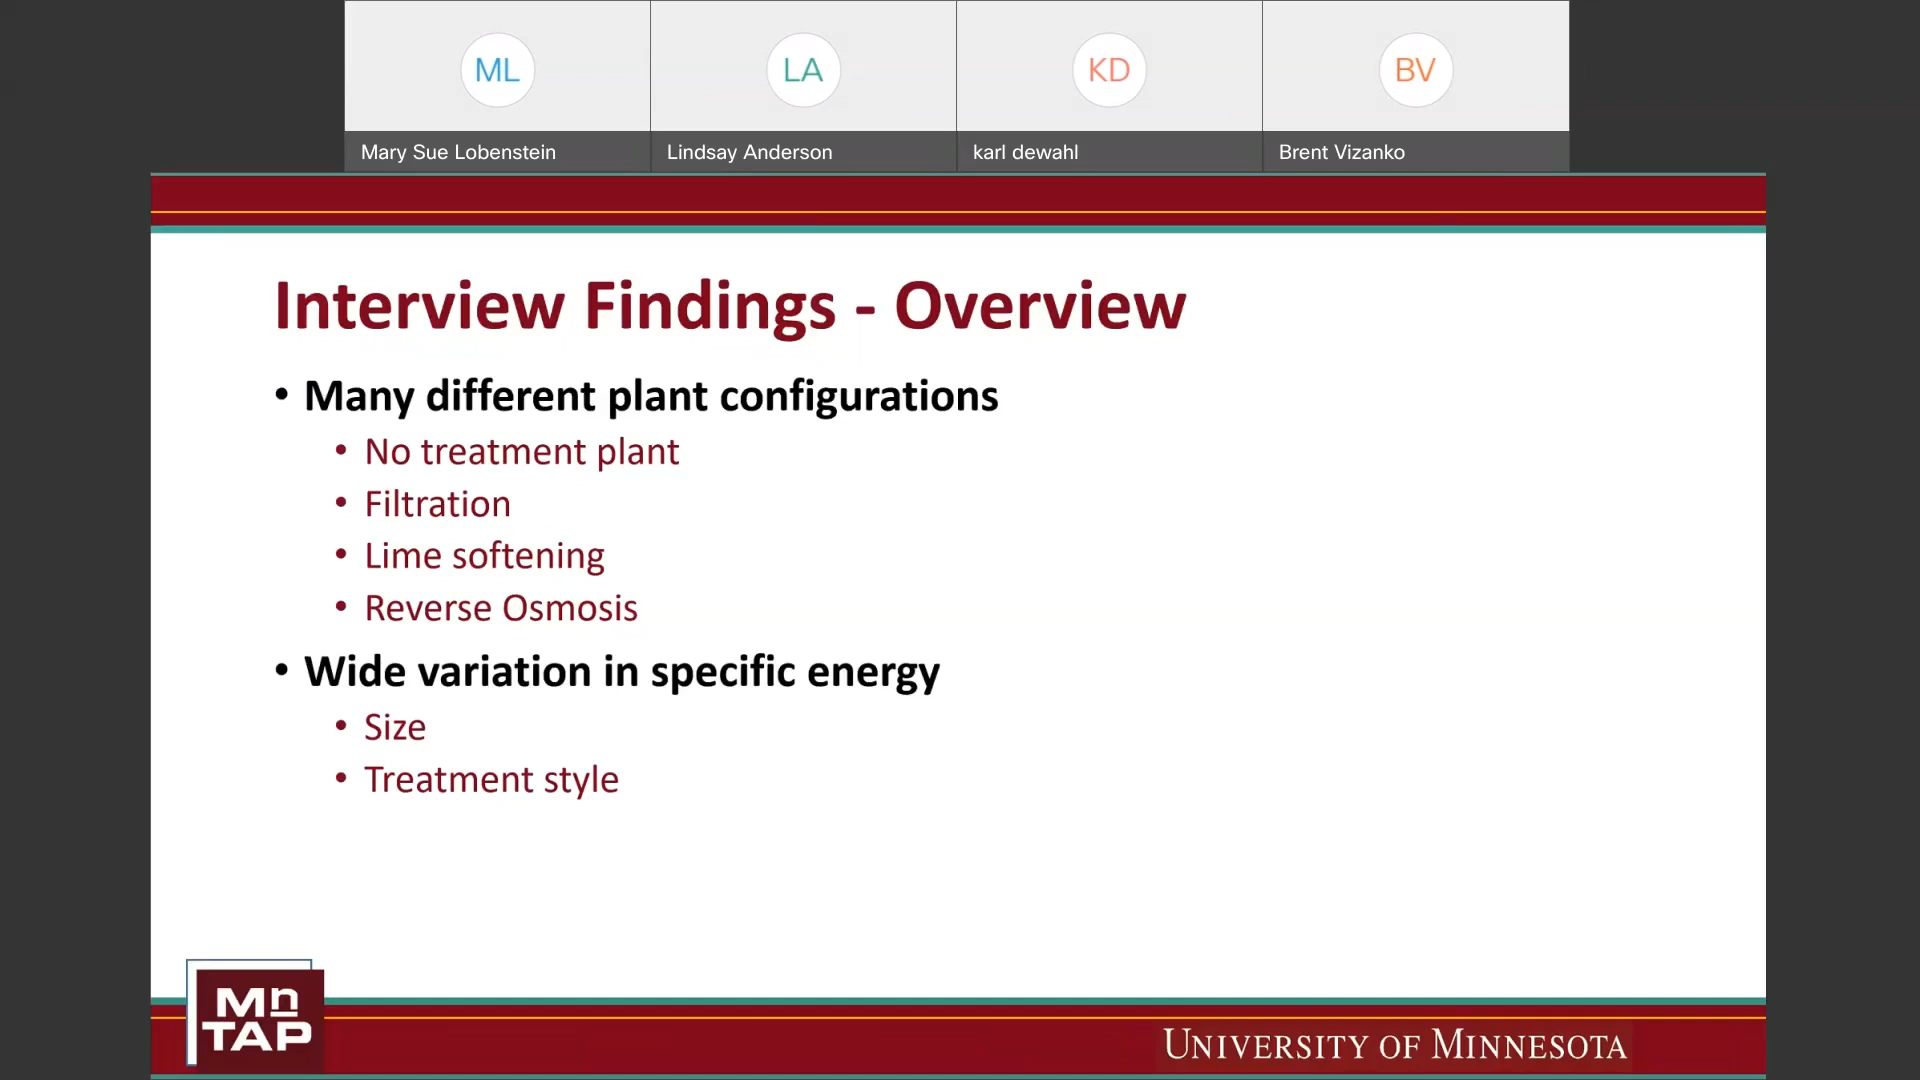 ML
LA
KD
BV
Mary Sue Lobenstein
Lindsay Anderson
karl dewahl
Brent Vizanko
Interview Findings - Overview
• Many different plant configurations
• No treatment plant
• Filtration
• Lime softening
• Reverse Osmosis
• Wide variation in specific energy
• Size
• Treatment style
Mn
TAP
UNIVERSITY OF MINNESOTA